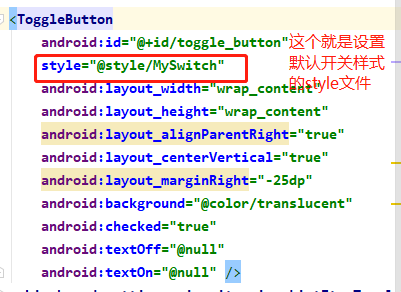 <ToggleButton
android:id="@+id/toggle_button"
style="@style/MySwitch"
android:layout_width="wrap_content"
android:layout_height="wrap_content"
android:layout_alignParentRight="true"
android:layout_centerVertical="true"
android:layout_marginRight="-25dp"
android:background="@color/translucent"
android:checked="true"
android:textOff="@null"
android:textOn="@null" />
这个就是设置
默认开关样式
的style文件